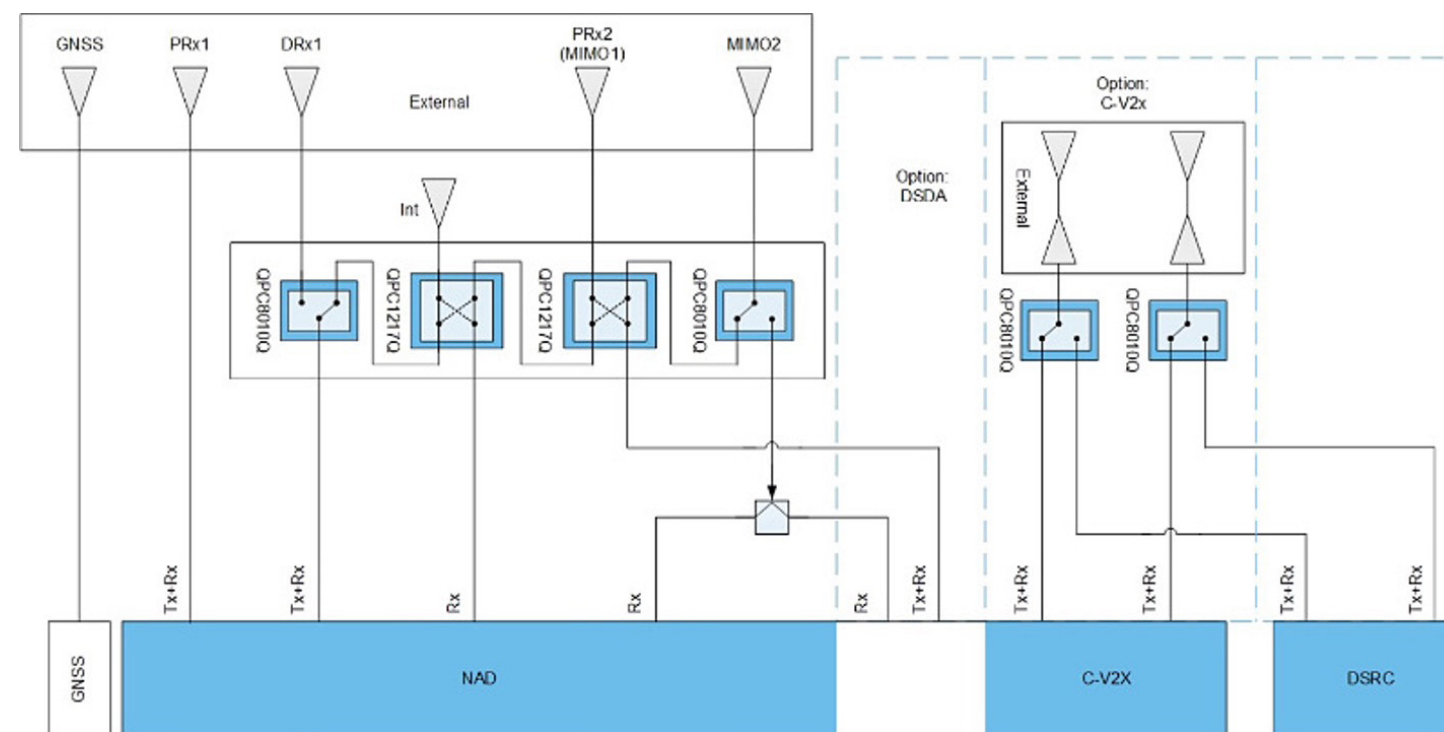 GNSS
PRx1
DRx1
PRx2
(MIMO1)
MIMO2
External
Option:
C-V2x
External
Option:
DSDA
Int
QPC8010Q
QPC1217Q
QPC1217Q
QPC8010Q
QPC8010Q
QPC8010Q
Tx+Rx
Tx+Rx
Rx
Rx
Rx
Tx+Rx
Tx+Rx
Tx+Rx
Tx+Rx
Tx+Rx
GNSS
NAD
C-V2X
DSRC